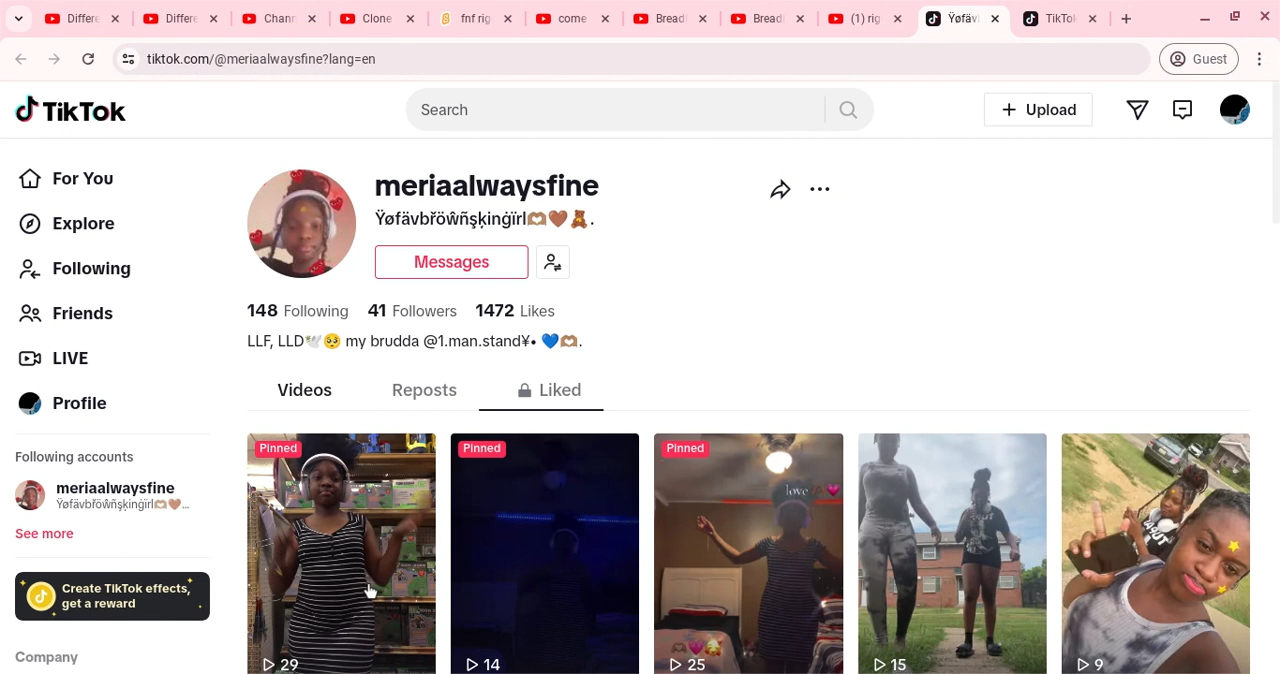 Differe
Differe
Chann
Clone
fnf rig
come
Bread
Bread
(1) rig
Ÿøfäv
TikTo
tiktok.com/@meriaalwaysfine?lang=en
Guest
TikTok
Search
Upload
For You
Explore
Following
Friends
LIVE
Profile
Following accounts
meriaalwaysfine
Ÿøfävbřöŵñşķinģïrl🫶🏽🤎...
See more
Create TikTok effects,
get a reward
Company
meriaalwaysfine
Ÿøfävbřöŵñşķinģïrl🫶🏽🤎🧸.
Messages
148 Following 41 Followers 1472 Likes
LLF, LLD🕊️🥺 my brudda @1.man.stand¥• 💙🫶🏽.
Videos Reposts Liked
Pinned
29
Pinned
14
Pinned
love
25
15
9